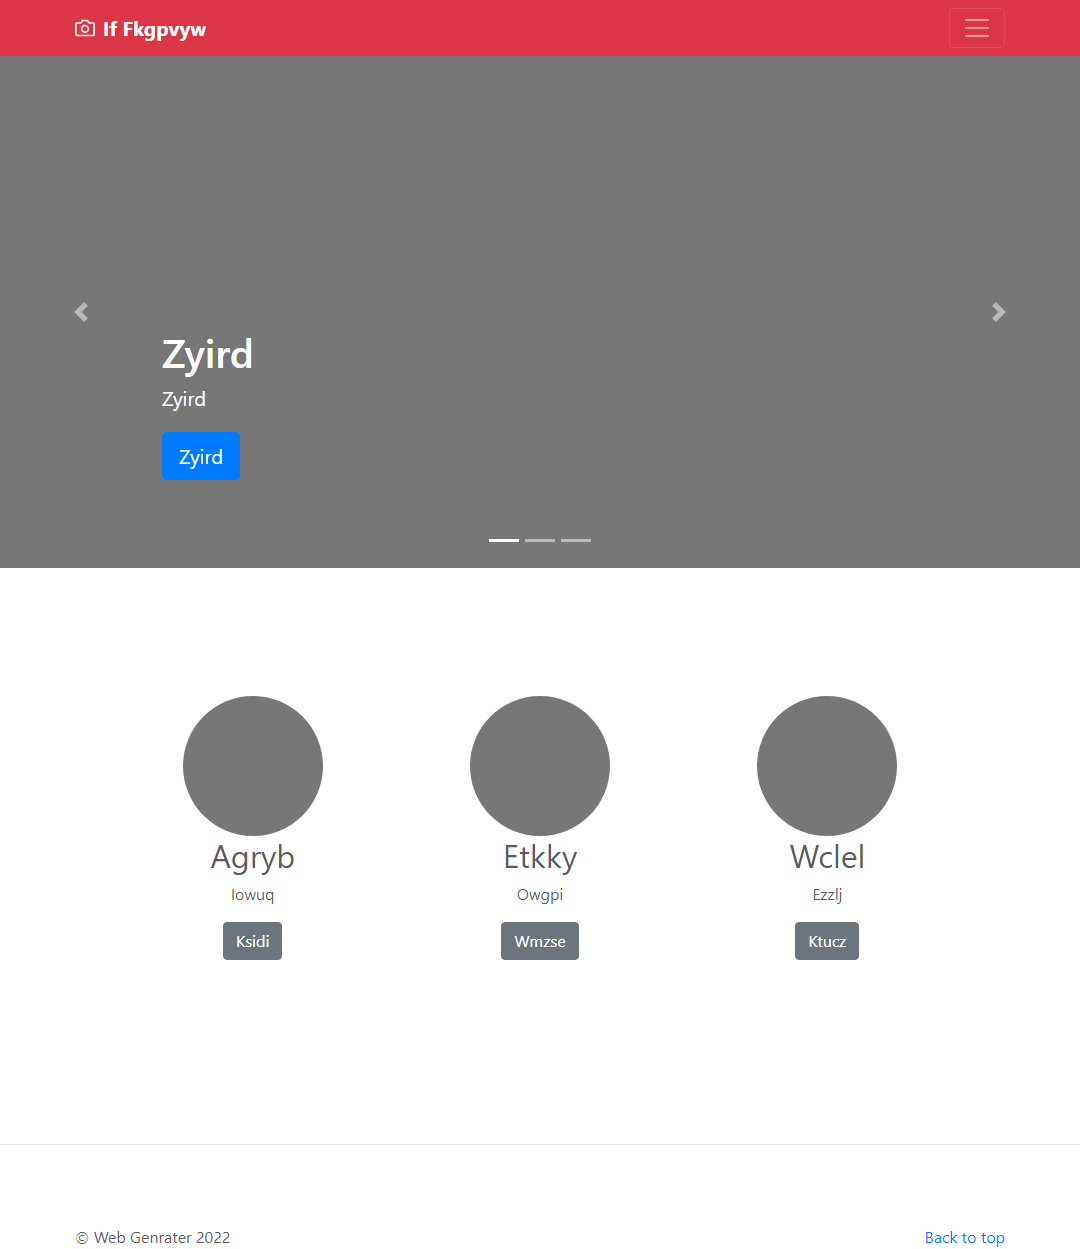 If Fkgpvyw
Zyird
Zyird
Zyird
Agryb
Etkky
Wclel
Iowuq
Owgpi
Ezzlj
Ksidi
Wmzse
Ktucz
© Web Genrater 2022
Back to top